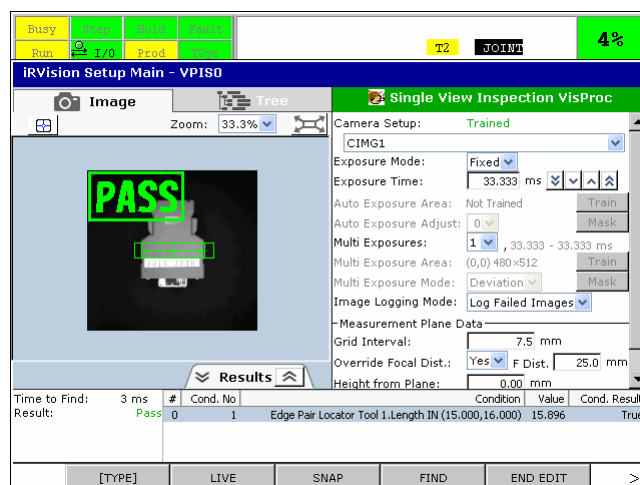 Busy Step Hold Fault
Run I/O Prod TCyc
T2 JOINT 4%
iRVision Setup Main - VPIS0
Image Tree
Single View Inspection VisProc
Zoom: 33.3%
PASS
Camera Setup: Trained
CIMG1
Exposure Mode: Fixed
Exposure Time: 33.333 ms
Auto Exposure Area: Not Trained Train
Auto Exposure Adjust: 0 Mask
Multi Exposures: 1 , 33.333 - 33.333 ms
Multi Exposure Area: (0,0) 480x512 Train
Multi Exposure Mode: Deviation Mask
Image Logging Mode: Log Failed Images
Measurement Plane Data
Grid Interval: 7.5 mm
Override Focal Dist.: Yes F Dist. 25.0 mm
Height from Plane: 0.00 mm
Results
Time to Find: 3 ms
Result: Pass
# Cond. No Condition Value Cond. Result
0 1 Edge Pair Locator Tool 1.Length IN (15.000,16.000) 15.896 True
[TYPE] LIVE SNAP FIND END EDIT >